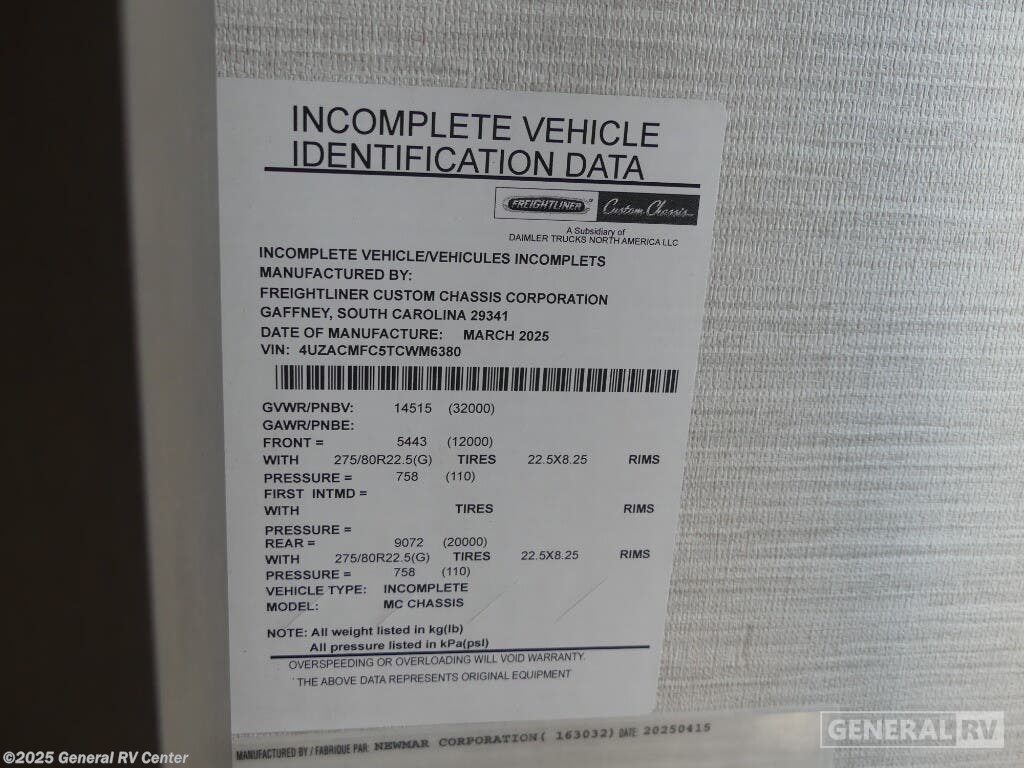 INCOMPLETE VEHICLE
IDENTIFICATION DATA
FREIGHTLINER Custom Chassis
A Subsidiary of
DAIMLER TRUCKS NORTH AMERICA LLC
INCOMPLETE VEHICLE/VEHICULES INCOMPLETS
MANUFACTURED BY:
FREIGHTLINER CUSTOM CHASSIS CORPORATION
GAFFNEY, SOUTH CAROLINA 29341
DATE OF MANUFACTURE: MARCH 2025
VIN: 4UZACMFC5TCWM6380
GVWR/PNBV: 14515 (32000)
GAWR/PNBE:
FRONT = 5443 (12000)
WITH 275/80R22.5(G) TIRES 22.5X8.25 RIMS
PRESSURE = 758 (110)
FIRST INTMD =
WITH TIRES RIMS
PRESSURE =
REAR = 9072 (20000)
WITH 275/80R22.5(G) TIRES 22.5X8.25 RIMS
PRESSURE = 758 (110)
VEHICLE TYPE: INCOMPLETE
MODEL: MC CHASSIS
NOTE: All weight listed in kg(lb)
All pressure listed in kPa(psi)
OVERSPEEDING OR OVERLOADING WILL VOID WARRANTY.
THE ABOVE DATA REPRESENTS ORIGINAL EQUIPMENT
MANUFACTURED BY / FABRIQUE PAR: NEWMAR CORPORATION( 163032) DATE 20250415
GENERAL RV
©2025 General RV Center